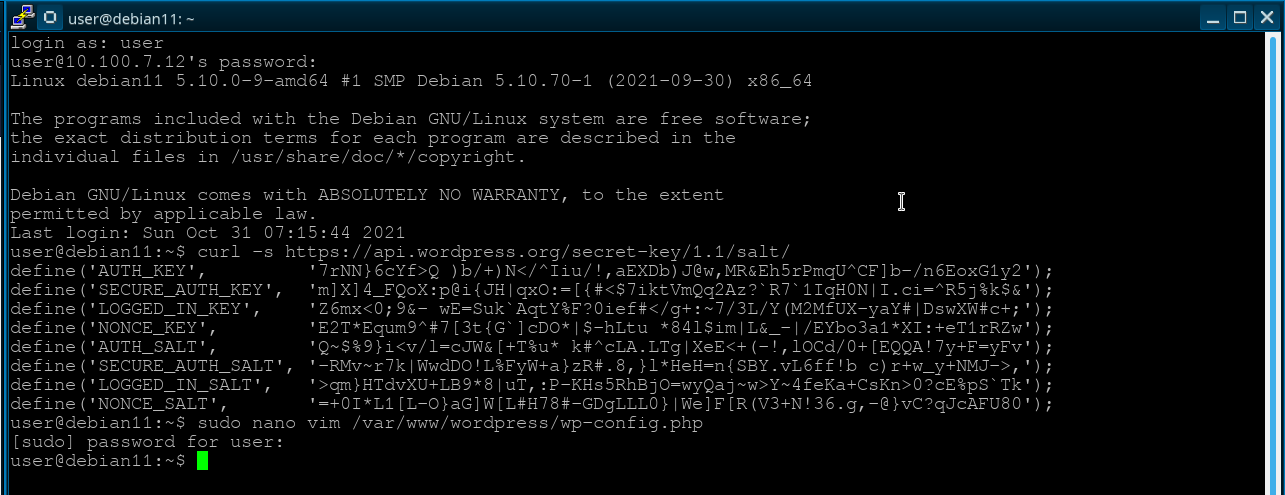 user@debian11: ~
login as: user
user@10.100.7.12's password:
Linux debian11 5.10.0-9-amd64 #1 SMP Debian 5.10.70-1 (2021-09-30) x86_64
The programs included with the Debian GNU/Linux system are free software;
the exact distribution terms for each program are described in the
individual files in /usr/share/doc/*/copyright.
Debian GNU/Linux comes with ABSOLUTELY NO WARRANTY, to the extent
permitted by applicable law.
Last login: Sun Oct 31 07:15:44 2021
user@debian11:~$ curl -s https://api.wordpress.org/secret-key/1.1/salt/
define('AUTH_KEY',         '7rNN}6cYf>Q )b/+)N</^Iiu/!,aEXDb)J@w,MR&Eh5rPmqU^CF]b-/n6EoxG1y2');
define('SECURE_AUTH_KEY',  'm]X]4_FQoX:p@i{JH|qxO:=[{#<$7iktVmQq2Az?`R7`1IqH0N|I.ci=^R5j%k$&');
define('LOGGED_IN_KEY',    'Z6mx<0;9&- wE=Suk`AqtY%F?0ief#</g+:~7/3L/Y(M2MfUX-yaY#|DswXW#c+;');
define('NONCE_KEY',        'E2T*Equm9^#7[3t{G`]cDO*|$-hLtu *84l$im|L&_-|/EYbo3a1*XI:+eT1rRZw');
define('AUTH_SALT',        'Q~$%9}i<v/l=cJW&[+T%u* k#^cLA.LTg|XeE<+(-!,lOCd/0+[EQQA!7y+F=yFv');
define('SECURE_AUTH_SALT', '-RMv~r7k|WwdDO!L%FyW+a}zR#.8,}l*HeH=n{SBY.vL6ff!b c)r+w_y+NMJ->,');
define('LOGGED_IN_SALT',   '>qm}HTdvXU+LB9*8|uT,:P-KHs5RhBjO=wyQaj~w>Y~4feKa+CsKn>0?cE%pS`Tk');
define('NONCE_SALT',       '=+0I*L1[L-O}aG]W[L#H78#-GDgLLL0}|We]F[R(V3+N!36.g,-@}vC?qJcAFU80');
user@debian11:~$ sudo nano vim /var/www/wordpress/wp-config.php
[sudo] password for user:
user@debian11:~$